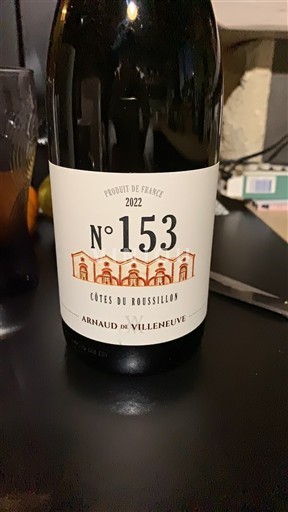 PRODUIT DE FRANCE
2022
N° 153
CÔTES DU ROUSSILLON
ARNAUD DE VILLENEUVE